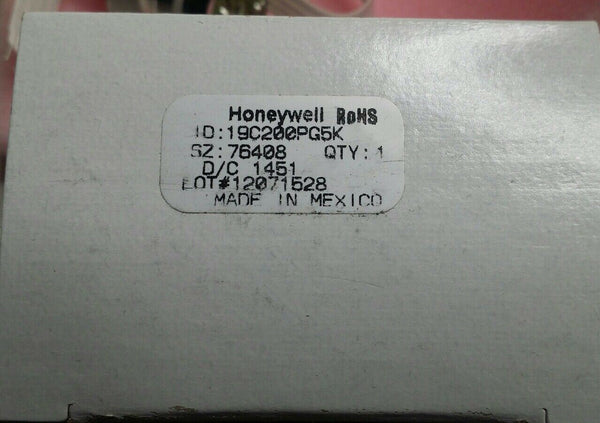 Honeywell RoHS
ID:19C200PG5K
SZ:76408 QTY:1
D/C 1451
LOT#12071528
MADE IN MEXICO